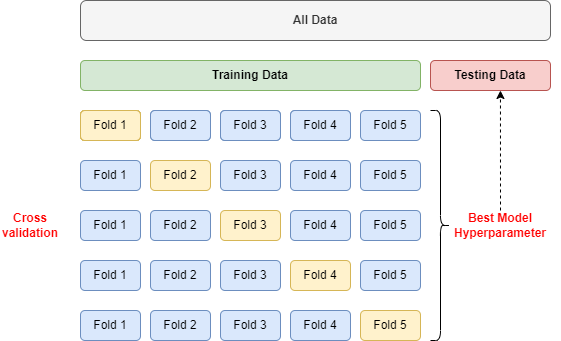 All Data
Training Data Testing Data
Fold 1 Fold 2 Fold 3 Fold 4 Fold 5
Fold 1 Fold 2 Fold 3 Fold 4 Fold 5
Cross
validation
Fold 1 Fold 2 Fold 3 Fold 4 Fold 5
Best Model
Hyperparameter
Fold 1 Fold 2 Fold 3 Fold 4 Fold 5
Fold 1 Fold 2 Fold 3 Fold 4 Fold 5